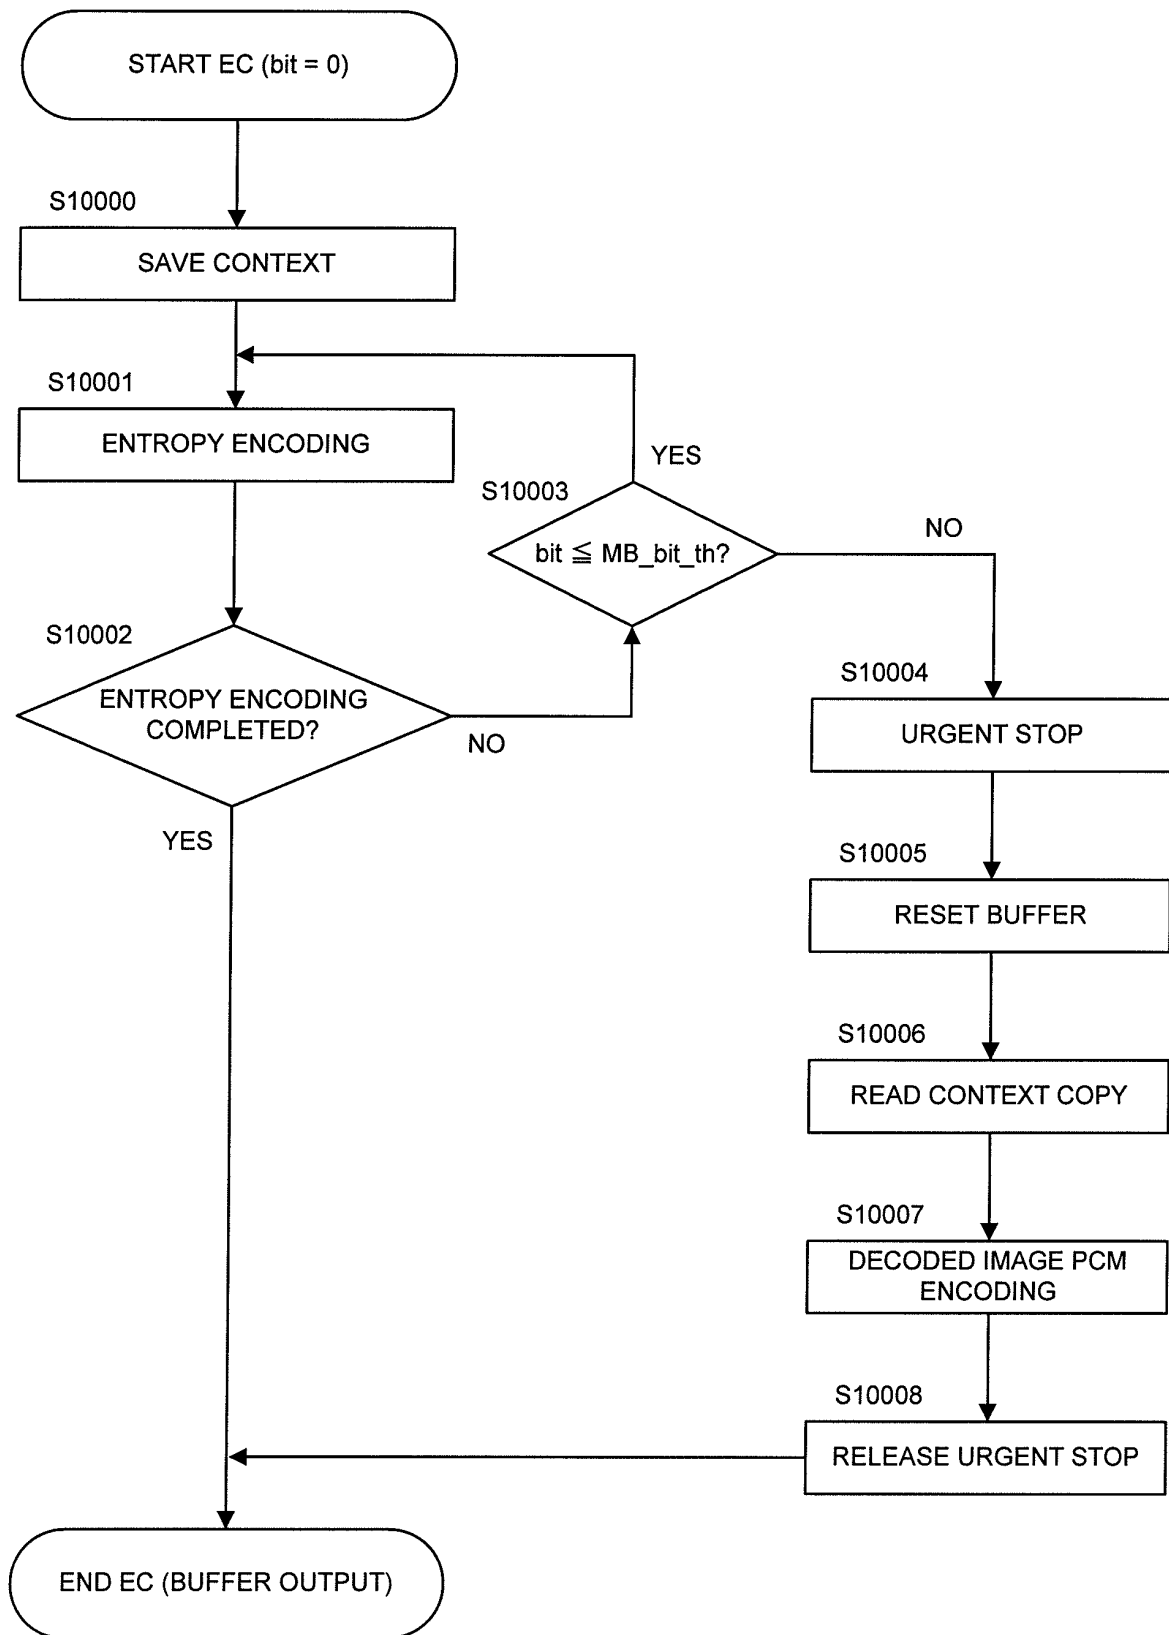 START EC (bit = 0)
S10000
SAVE CONTEXT
S10001
ENTROPY ENCODING
YES
S10003
bit ≦ MB_bit_th?
NO
S10002
ENTROPY ENCODING
COMPLETED?
NO
YES
S10004
URGENT STOP
S10005
RESET BUFFER
S10006
READ CONTEXT COPY
S10007
DECODED IMAGE PCM
ENCODING
S10008
RELEASE URGENT STOP
END EC (BUFFER OUTPUT)